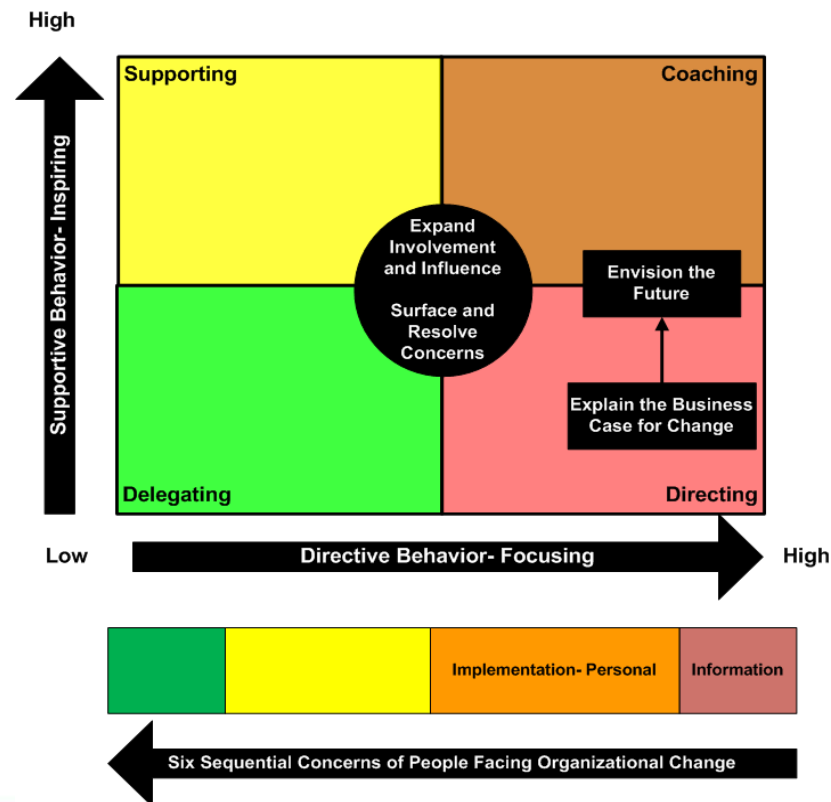 High
Supporting
Coaching
Supportive Behavior- Inspiring
Expand
Involvement
and Influence
Surface and
Resolve
Concerns
Envision the
Future
Explain the Business
Case for Change
Delegating
Directing
Low
Directive Behavior- Focusing
High
Implementation- Personal
Information
Six Sequential Concerns of People Facing Organizational Change